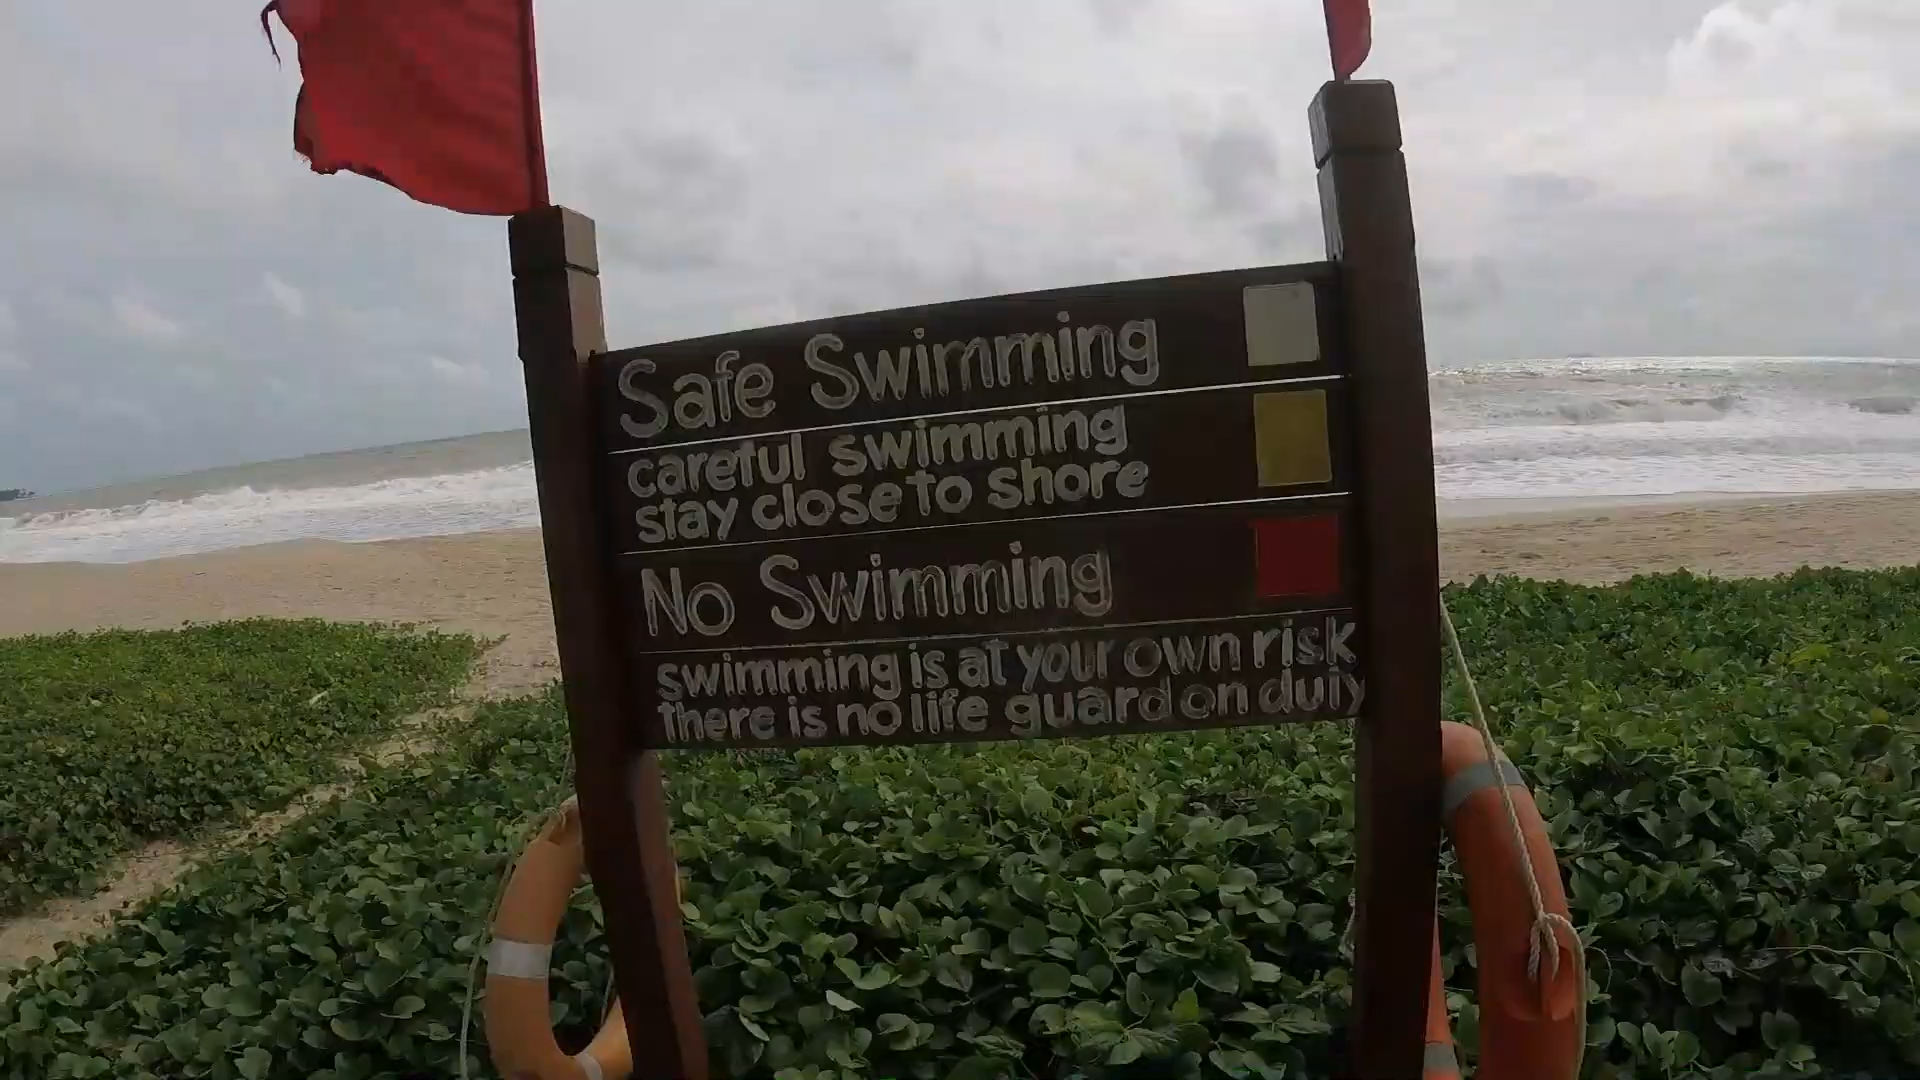 Safe Swimming
careful swimming
stay close to shore
No Swimming
swimming is at your own risk
there is no life guard on duty